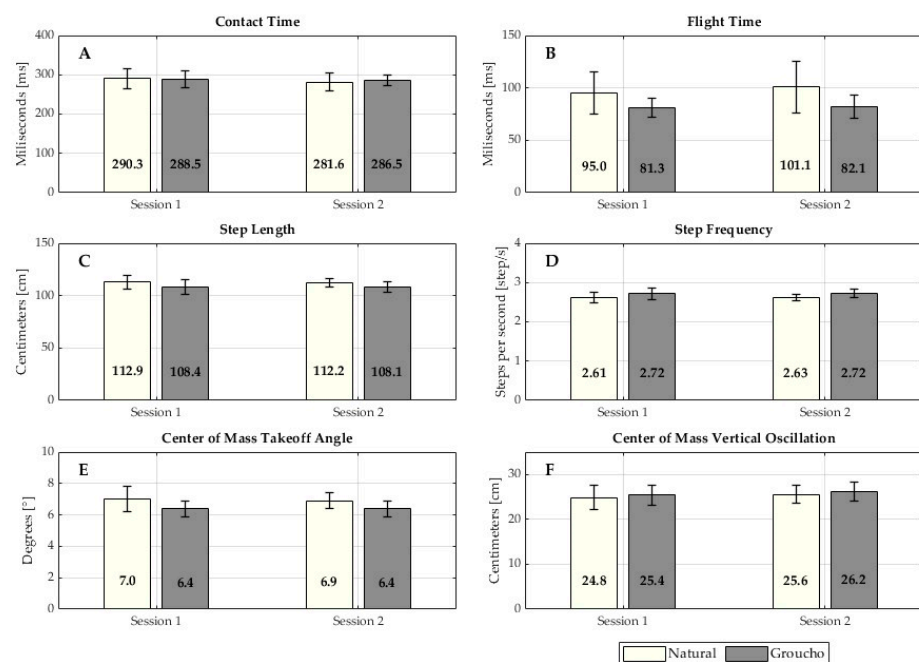 Contact Time
A
Miliseconds [ms]
400
300
200
100
0
290.3 288.5 281.6 286.5
Session 1 Session 2
Flight Time
B
Miliseconds [ms]
150
100
50
0
95.0 81.3 101.1 82.1
Session 1 Session 2
Step Length
C
Centimeters [cm]
150
100
50
0
112.9 108.4 112.2 108.1
Session 1 Session 2
Step Frequency
D
Steps per second [step/s]
4
3
2
1
0
2.61 2.72 2.63 2.72
Session 1 Session 2
Center of Mass Takeoff Angle
E
Degrees [°]
10
8
6
4
2
0
7.0 6.4 6.9 6.4
Session 1 Session 2
Center of Mass Vertical Oscillation
F
Centimeters [cm]
30
20
10
0
24.8 25.4 25.6 26.2
Session 1 Session 2
Natural Groucho